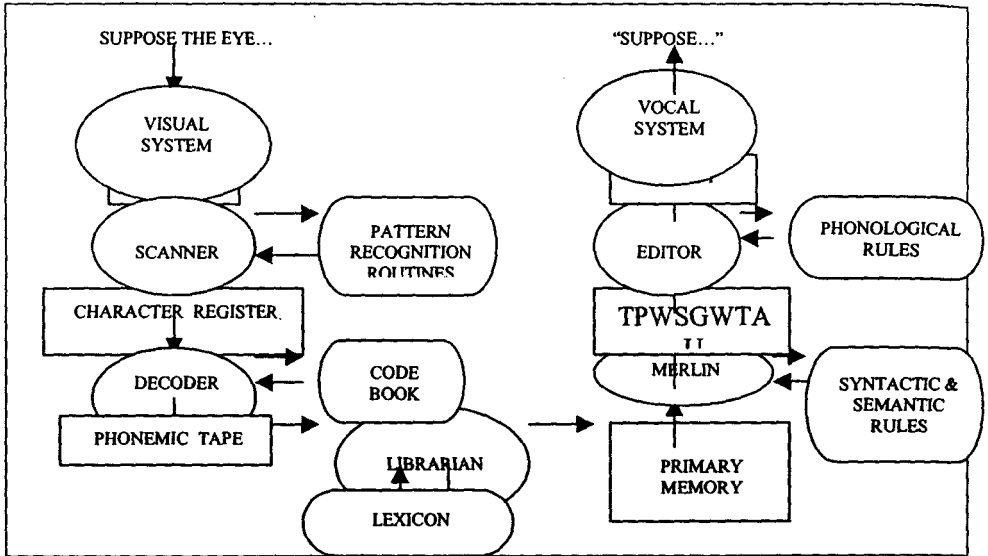 SUPPOSE THE EYE...
VISUAL
SYSTEM
SCANNER
PATTERN
RECOGNITION
ROUTINES
CHARACTER REGISTER
DECODER
CODE
BOOK
PHONEMIC TAPE
LIBRARIAN
LEXICON
"SUPPOSE..."
VOCAL
SYSTEM
EDITOR
PHONOLOGICAL
RULES
TPWSGWTA
MERLIN
SYNTACTIC &
SEMANTIC
RULES
PRIMARY
MEMORY